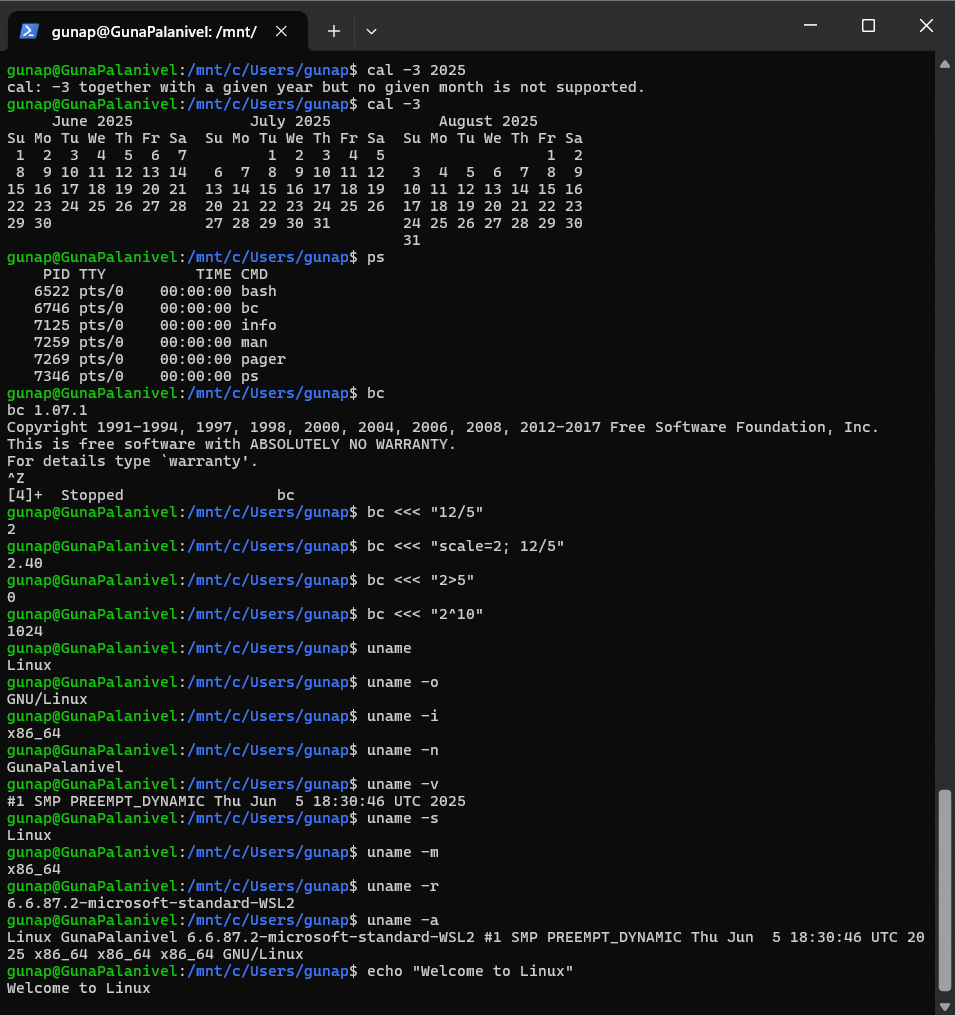 gunap@GunaPalanivel: /mnt/
gunap@GunaPalanivel:/mnt/c/Users/gunap$ cal -3 2025
cal: -3 together with a given year but no given month is not supported.
gunap@GunaPalanivel:/mnt/c/Users/gunap$ cal -3
     June 2025             July 2025            August 2025
Su Mo Tu We Th Fr Sa  Su Mo Tu We Th Fr Sa  Su Mo Tu We Th Fr Sa
 1  2  3  4  5  6  7         1  2  3  4  5                  1  2
 8  9 10 11 12 13 14   6  7  8  9 10 11 12   3  4  5  6  7  8  9
15 16 17 18 19 20 21  13 14 15 16 17 18 19  10 11 12 13 14 15 16
22 23 24 25 26 27 28  20 21 22 23 24 25 26  17 18 19 20 21 22 23
29 30                 27 28 29 30 31        24 25 26 27 28 29 30
                                            31
gunap@GunaPalanivel:/mnt/c/Users/gunap$ ps
    PID TTY          TIME CMD
   6522 pts/0    00:00:00 bash
   6746 pts/0    00:00:00 bc
   7125 pts/0    00:00:00 info
   7259 pts/0    00:00:00 man
   7269 pts/0    00:00:00 pager
   7346 pts/0    00:00:00 ps
gunap@GunaPalanivel:/mnt/c/Users/gunap$ bc
bc 1.07.1
Copyright 1991-1994, 1997, 1998, 2000, 2004, 2006, 2008, 2012-2017 Free Software Foundation, Inc.
This is free software with ABSOLUTELY NO WARRANTY.
For details type `warranty'.
^Z
[4]+  Stopped                 bc
gunap@GunaPalanivel:/mnt/c/Users/gunap$ bc <<< "12/5"
2
gunap@GunaPalanivel:/mnt/c/Users/gunap$ bc <<< "scale=2; 12/5"
2.40
gunap@GunaPalanivel:/mnt/c/Users/gunap$ bc <<< "2>5"
0
gunap@GunaPalanivel:/mnt/c/Users/gunap$ bc <<< "2^10"
1024
gunap@GunaPalanivel:/mnt/c/Users/gunap$ uname
Linux
gunap@GunaPalanivel:/mnt/c/Users/gunap$ uname -o
GNU/Linux
gunap@GunaPalanivel:/mnt/c/Users/gunap$ uname -i
x86_64
gunap@GunaPalanivel:/mnt/c/Users/gunap$ uname -n
GunaPalanivel
gunap@GunaPalanivel:/mnt/c/Users/gunap$ uname -v
#1 SMP PREEMPT_DYNAMIC Thu Jun  5 18:30:46 UTC 2025
gunap@GunaPalanivel:/mnt/c/Users/gunap$ uname -s
Linux
gunap@GunaPalanivel:/mnt/c/Users/gunap$ uname -m
x86_64
gunap@GunaPalanivel:/mnt/c/Users/gunap$ uname -r
6.6.87.2-microsoft-standard-WSL2
gunap@GunaPalanivel:/mnt/c/Users/gunap$ uname -a
Linux GunaPalanivel 6.6.87.2-microsoft-standard-WSL2 #1 SMP PREEMPT_DYNAMIC Thu Jun  5 18:30:46 UTC 20
25 x86_64 x86_64 x86_64 GNU/Linux
gunap@GunaPalanivel:/mnt/c/Users/gunap$ echo "Welcome to Linux"
Welcome to Linux